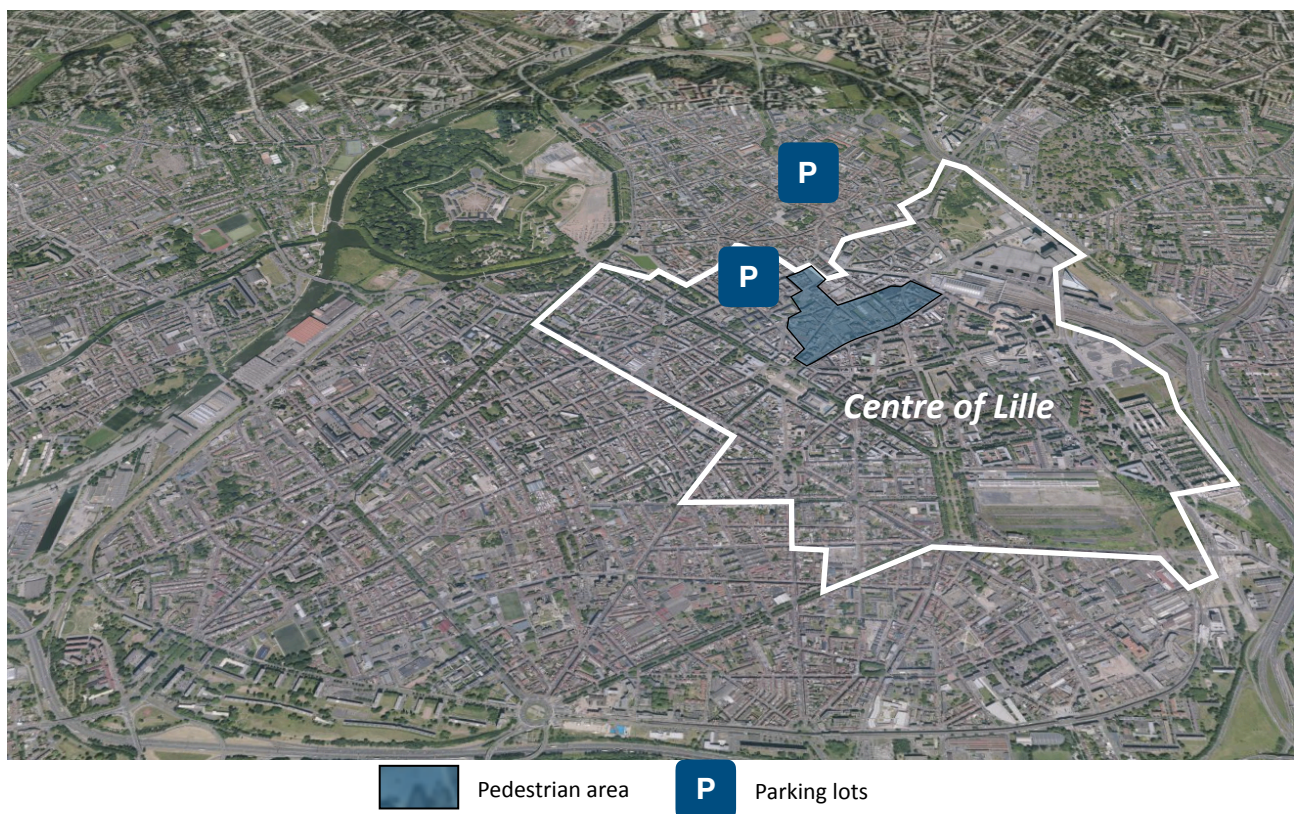 P
P
Centre of Lille
Pedestrian area
P
Parking lots